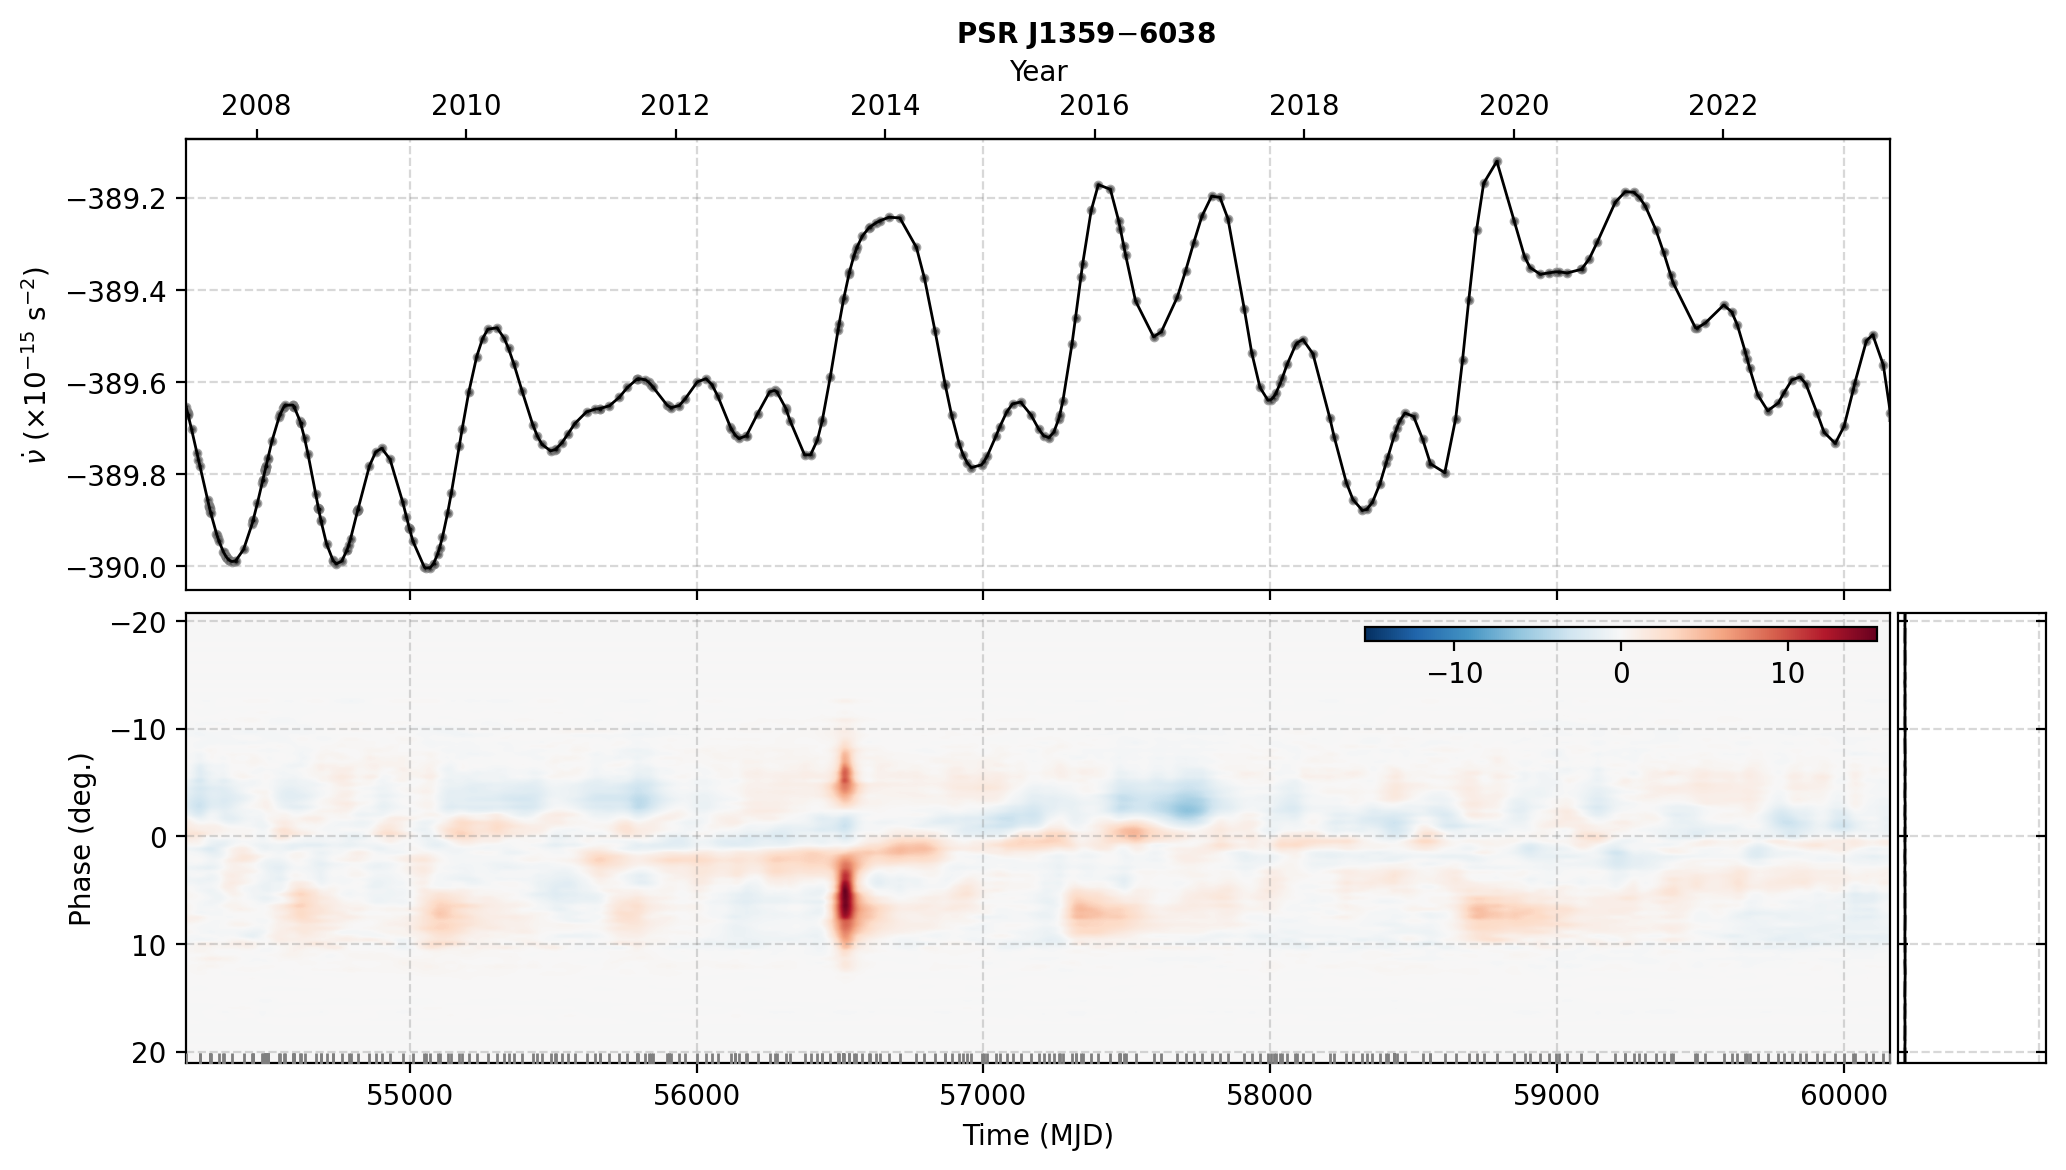 PSR J1359−6038
Year
2008 2010 2012 2014 2016 2018 2020 2022
−389.2
−389.4
−389.6
−389.8
−390.0
ν̇ (×10⁻¹⁵ s⁻²)
−20
−10
0
10
20
Phase (deg.)
−10 0 10
55000 56000 57000 58000 59000 60000
Time (MJD)